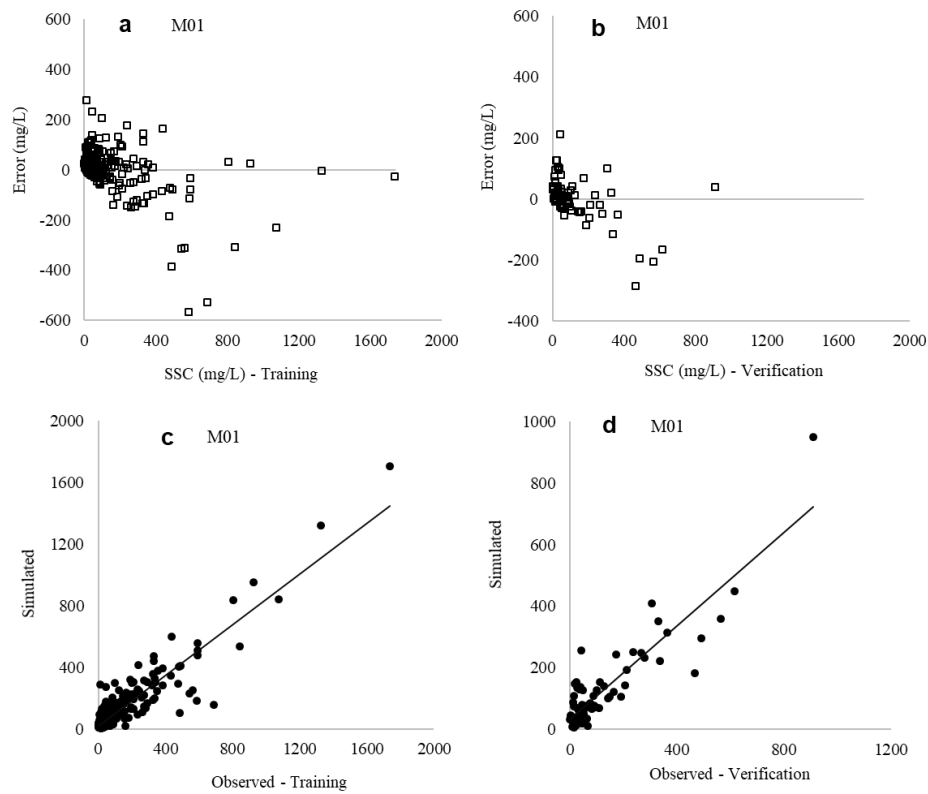 a M01
600
400
200
0
-200
-400
-600
Error (mg/L)
0 400 800 1200 1600 2000
SSC (mg/L) - Training
b M01
600
400
200
0
-200
-400
Error (mg/L)
0 400 800 1200 1600 2000
SSC (mg/L) - Verification
c M01
2000
1600
1200
800
400
0
Simulated
0 400 800 1200 1600 2000
Observed - Training
d M01
1000
800
600
400
200
0
Simulated
0 400 800 1200
Observed - Verification